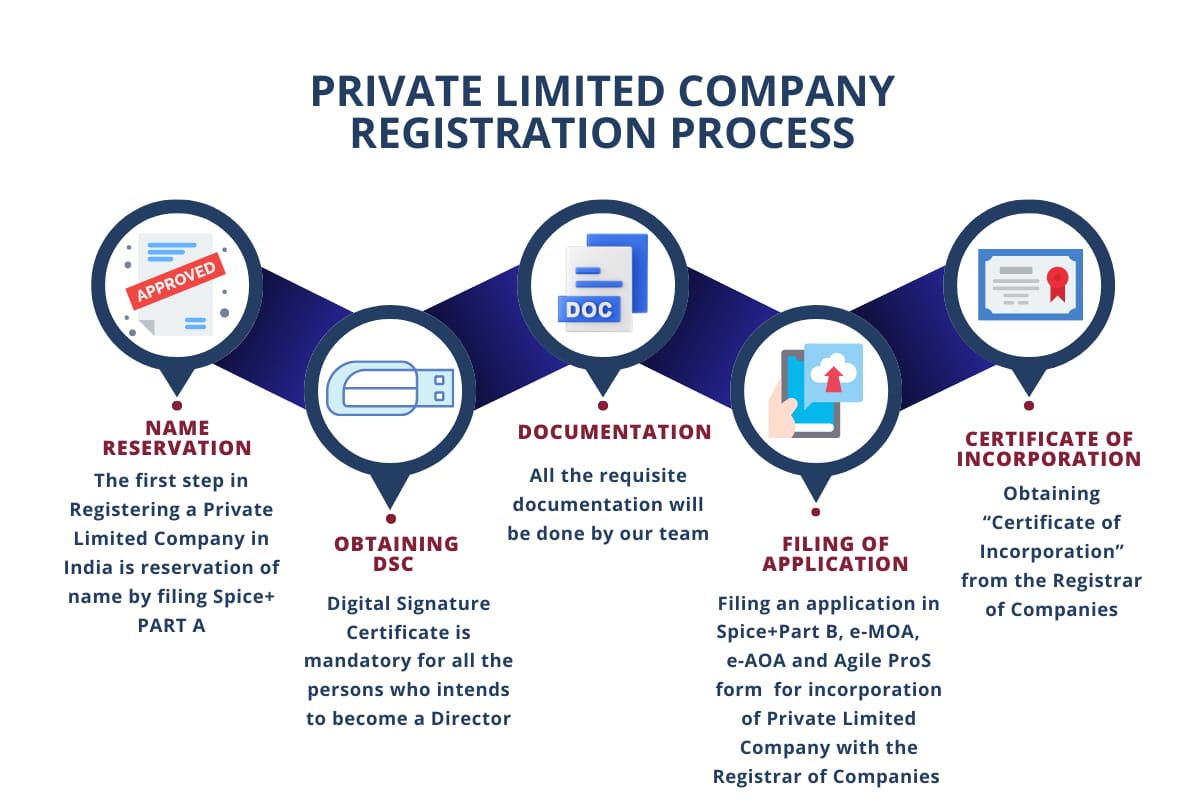 PRIVATE LIMITED COMPANY
REGISTRATION PROCESS
APPROVED
NAME
RESERVATION
The first step in
Registering a Private
Limited Company in
India is reservation of
name by filing Spice+
PART A
OBTAINING
DSC
Digital Signature
Certificate is
mandatory for all the
persons who intends
to become a Director
DOC
DOCUMENTATION
All the requisite
documentation will
be done by our team
FILING OF
APPLICATION
Filing an application in
Spice+Part B, e-MOA,
e-AOA and Agile ProS
form  for incorporation
of Private Limited
Company with the
Registrar of Companies
CERTIFICATE OF
INCORPORATION
Obtaining
“Certificate of
Incorporation”
from the Registrar
of Companies